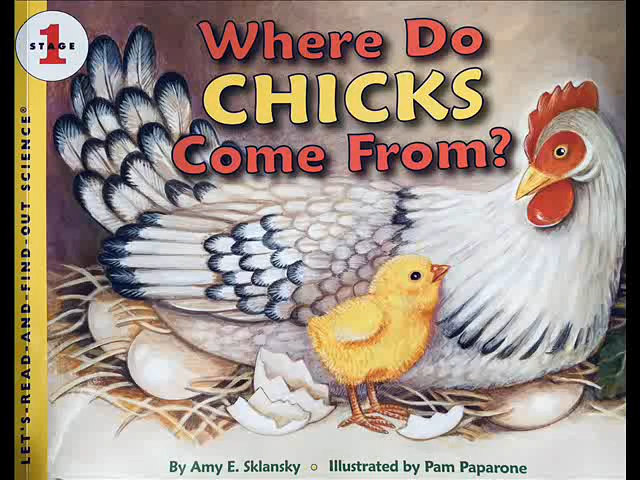 STAGE
1
LET'S-READ-AND-FIND-OUT SCIENCE®
Where Do
CHICKS
Come From?
By Amy E. Sklansky • Illustrated by Pam Paparone